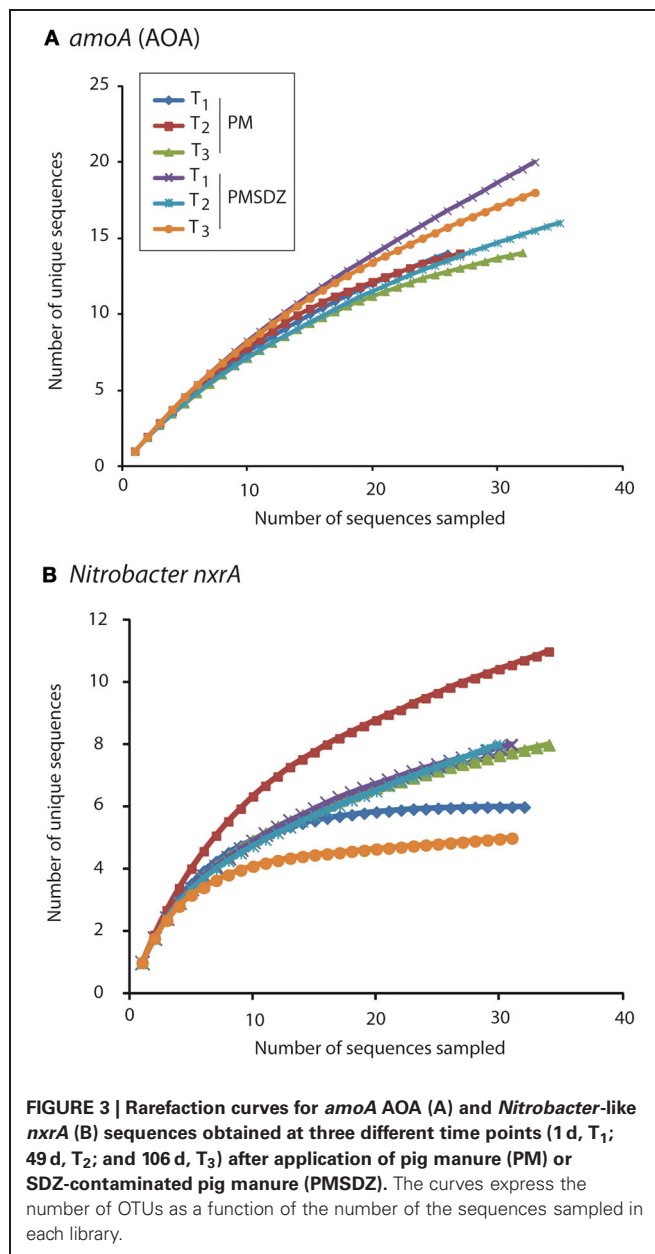 A amoA (AOA)
25
20
15
10
5
0
Number of unique sequences
T1
T2
T3
PM
T1
T2
T3
PMSDZ
0 10 20 30 40
Number of sequences sampled
B Nitrobacter nxrA
12
10
8
6
4
2
0
Number of unique sequences
0 10 20 30 40
Number of sequences sampled
FIGURE 3 | Rarefaction curves for amoA AOA (A) and Nitrobacter-like
nxrA (B) sequences obtained at three different time points (1 d, T1;
49 d, T2; and 106 d, T3) after application of pig manure (PM) or
SDZ-contaminated pig manure (PMSDZ). The curves express the
number of OTUs as a function of the number of the sequences sampled in
each library.